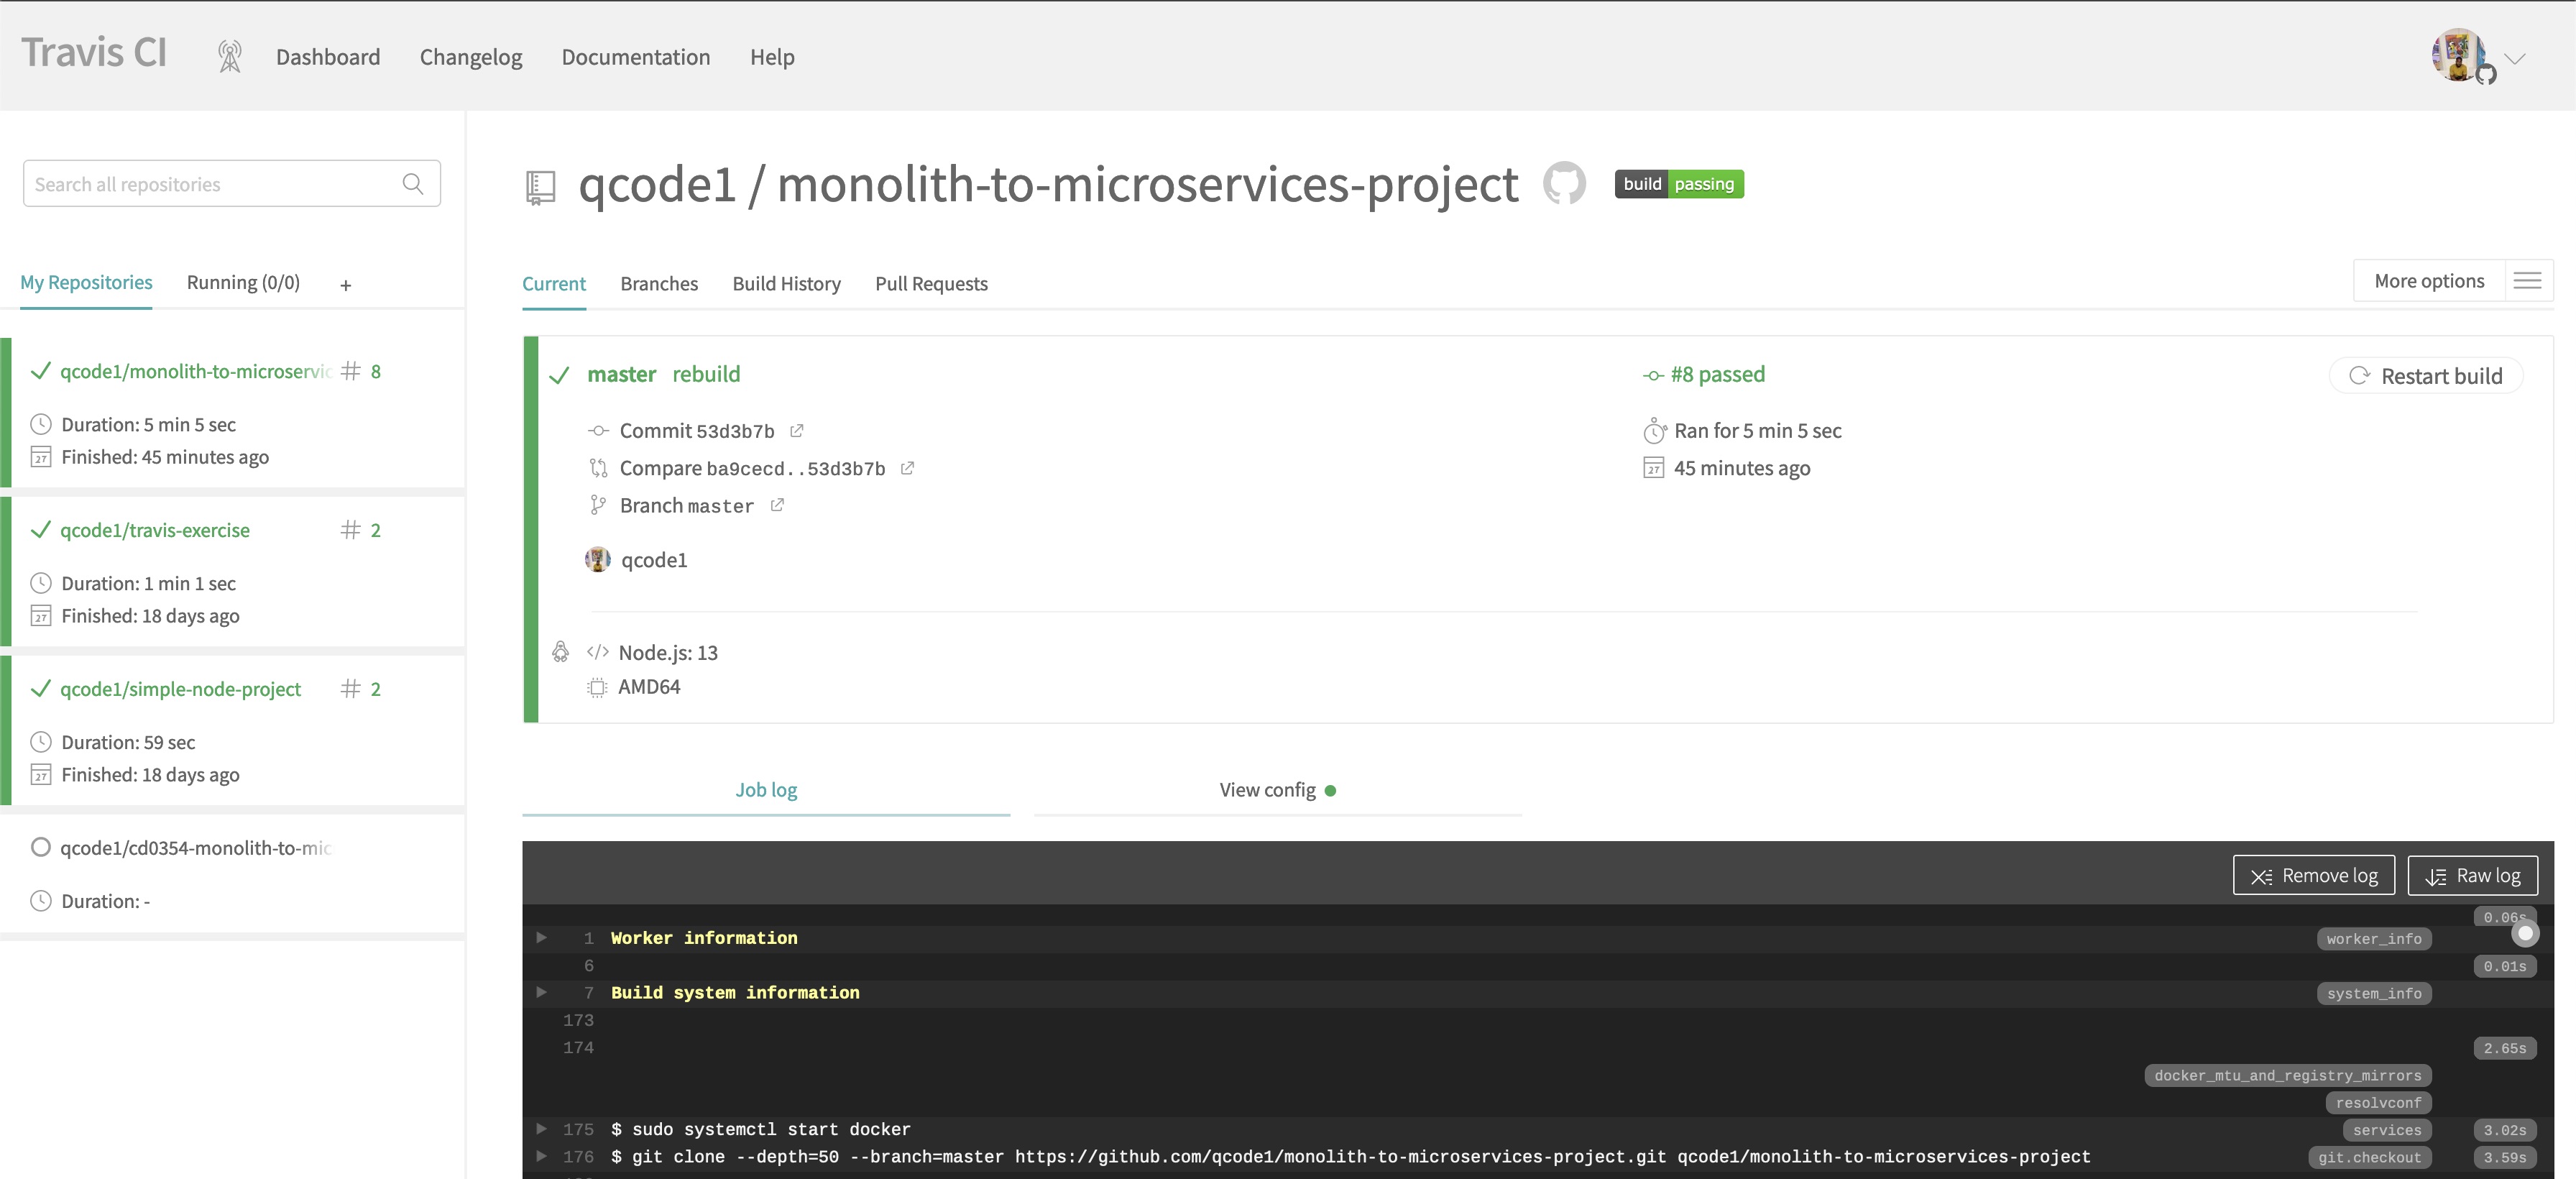 Travis CI
Dashboard
Changelog
Documentation
Help
Search all repositories
My Repositories
Running (0/0)
+
qcode1/monolith-to-microservic
# 8
Duration: 5 min 5 sec
27 Finished: 45 minutes ago
qcode1/travis-exercise
# 2
Duration: 1 min 1 sec
27 Finished: 18 days ago
qcode1/simple-node-project
# 2
Duration: 59 sec
27 Finished: 18 days ago
qcode1/cd0354-monolith-to-mic
Duration: -
qcode1 / monolith-to-microservices-project
build passing
Current
Branches
Build History
Pull Requests
More options
master rebuild
Commit 53d3b7b
Compare ba9cecd..53d3b7b
Branch master
qcode1
#8 passed
Ran for 5 min 5 sec
27 45 minutes ago
Restart build
</> Node.js: 13
AMD64
Job log
View config
Remove log
Raw log
0.06s
1 Worker information worker_info
6 0.01s
7 Build system information system_info
173
174 2.65s
docker_mtu_and_registry_mirrors
resolvconf
175 $ sudo systemctl start docker services 3.02s
176 $ git clone --depth=50 --branch=master https://github.com/qcode1/monolith-to-microservices-project.git qcode1/monolith-to-microservices-project git.checkout 3.59s